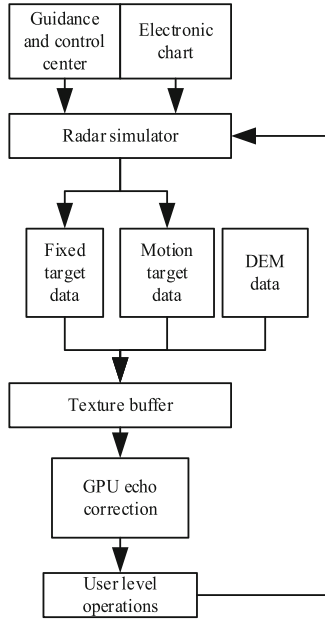 Guidance
and control
center
Electronic
chart
Radar simulator
Fixed
target
data
Motion
target
data
DEM
data
Texture buffer
GPU echo
correction
User level
operations